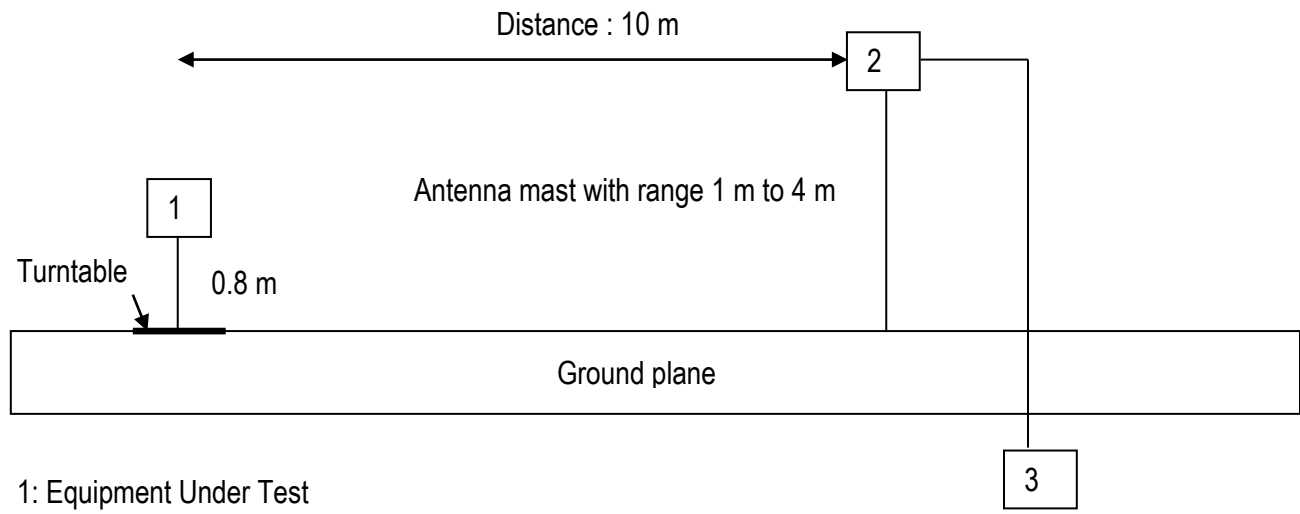 Distance : 10 m
2
Antenna mast with range 1 m to 4 m
1
Turntable
0.8 m
Ground plane
3
1: Equipment Under Test